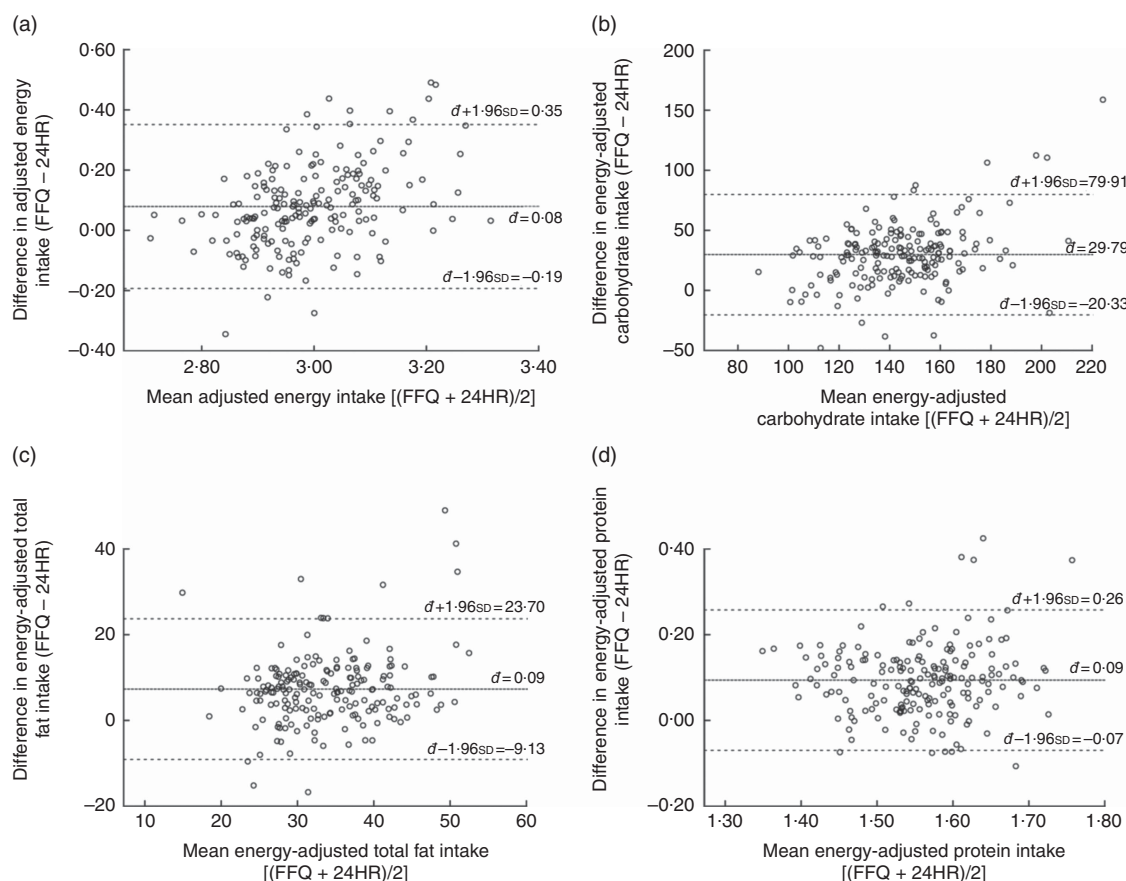 (a)
0·60
0·40
0·20
0·00
–0·20
–0·40
2·80
3·00
3·20
3·40
Difference in adjusted energy
intake (FFQ – 24HR)
đ+1·96SD=0·35
đ=0·08
đ–1·96SD=–0·19
Mean adjusted energy intake [(FFQ + 24HR)/2]
(b)
200
150
100
50
0
–50
80
100
120
140
160
180
200
220
Difference in energy-adjusted
carbohydrate intake (FFQ – 24HR)
đ+1·96SD=79·91
đ=29·79
đ–1·96SD=–20·33
Mean energy-adjusted
carbohydrate intake [(FFQ + 24HR)/2]
(c)
40
20
0
–20
10
20
30
40
50
60
Difference in energy-adjusted total
fat intake (FFQ – 24HR)
đ+1·96SD=23·70
đ=0·09
đ–1·96SD=–9·13
Mean energy-adjusted total fat intake
[(FFQ + 24HR)/2]
(d)
0·40
0·20
0·00
–0·20
1·30
1·40
1·50
1·60
1·70
1·80
Difference in energy-adjusted protein
intake (FFQ – 24HR)
đ+1·96SD=0·26
đ=0·09
đ–1·96SD=–0·07
Mean energy-adjusted protein intake
[(FFQ + 24HR)/2]